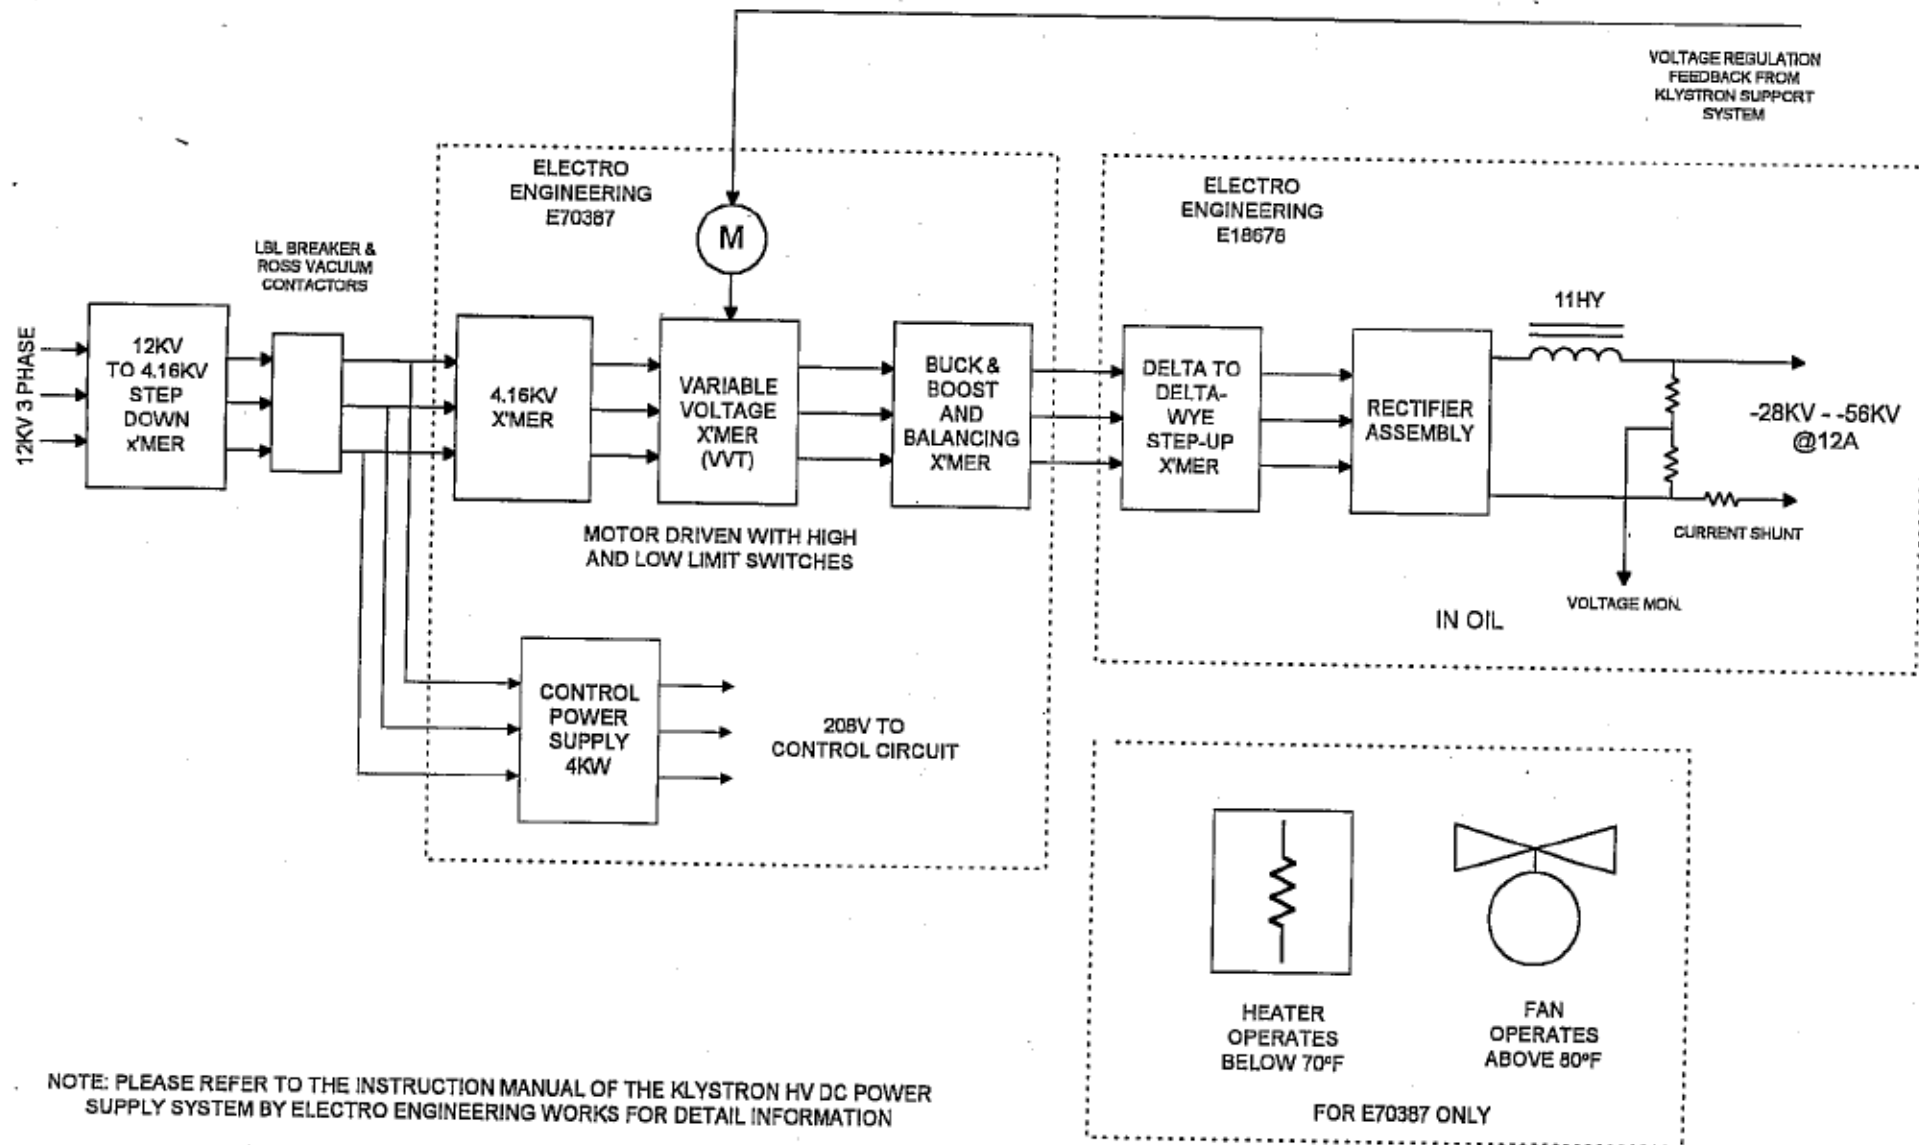 VOLTAGE REGULATION
FEEDBACK FROM
KLYSTRON SUPPORT
SYSTEM
ELECTRO
ENGINEERING
E70387
M
ELECTRO
ENGINEERING
E18678
LBL BREAKER &
ROSS VACUUM
CONTACTORS
12KV 3 PHASE
12KV
TO 4.16KV
STEP
DOWN
x'MER
4.16KV
X'MER
VARIABLE
VOLTAGE
X'MER
(VVT)
BUCK &
BOOST
AND
BALANCING
X'MER
DELTA TO
DELTA-
WYE
STEP-UP
X'MER
RECTIFIER
ASSEMBLY
11HY
-28KV - -56KV
@12A
CURRENT SHUNT
VOLTAGE MON.
IN OIL
MOTOR DRIVEN WITH HIGH
AND LOW LIMIT SWITCHES
CONTROL
POWER
SUPPLY
4KW
208V TO
CONTROL CIRCUIT
HEATER
OPERATES
BELOW 70ºF
FAN
OPERATES
ABOVE 80ºF
FOR E70387 ONLY
NOTE: PLEASE REFER TO THE INSTRUCTION MANUAL OF THE KLYSTRON HV DC POWER
SUPPLY SYSTEM BY ELECTRO ENGINEERING WORKS FOR DETAIL INFORMATION